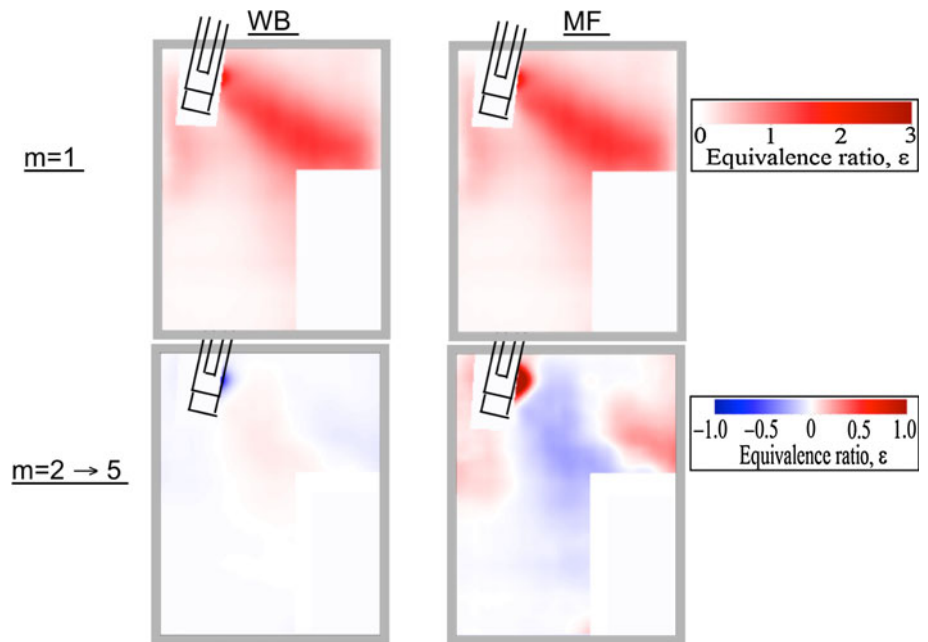 WB
MF
m=1
0 1 2 3
Equivalence ratio, ε
m=2 → 5
−1.0 −0.5 0 0.5 1.0
Equivalence ratio, ε